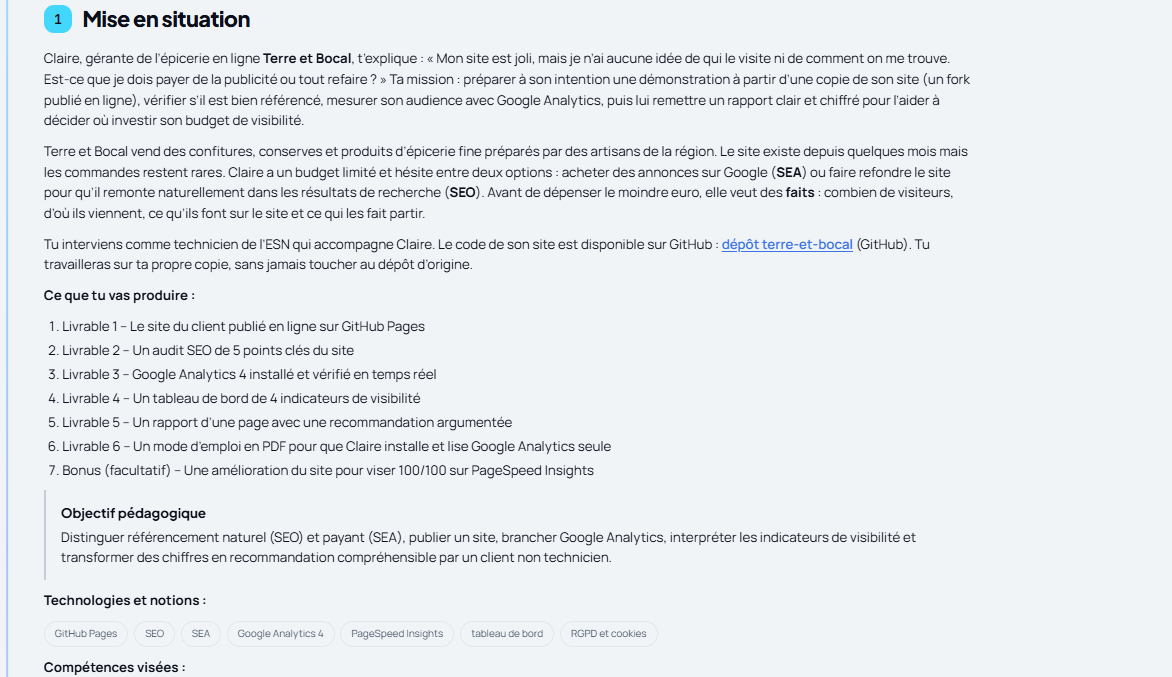 1 Mise en situation
Claire, gérante de l'épicerie en ligne Terre et Bocal, t'explique : « Mon site est joli, mais je n'ai aucune idée de qui le visite ni de comment on me trouve.
Est-ce que je dois payer de la publicité ou tout refaire ? » Ta mission : préparer à son intention une démonstration à partir d'une copie de son site (un fork
publié en ligne), vérifier s'il est bien référencé, mesurer son audience avec Google Analytics, puis lui remettre un rapport clair et chiffré pour l'aider à
décider où investir son budget de visibilité.
Terre et Bocal vend des confitures, conserves et produits d'épicerie fine préparés par des artisans de la région. Le site existe depuis quelques mois mais
les commandes restent rares. Claire a un budget limité et hésite entre deux options : acheter des annonces sur Google (SEA) ou faire refondre le site
pour qu'il remonte naturellement dans les résultats de recherche (SEO). Avant de dépenser le moindre euro, elle veut des faits : combien de visiteurs,
d'où ils viennent, ce qu'ils font sur le site et ce qui les fait partir.
Tu interviens comme technicien de l'ESN qui accompagne Claire. Le code de son site est disponible sur GitHub : dépôt terre-et-bocal (GitHub). Tu
travailleras sur ta propre copie, sans jamais toucher au dépôt d'origine.
Ce que tu vas produire :
1. Livrable 1 – Le site du client publié en ligne sur GitHub Pages
2. Livrable 2 – Un audit SEO de 5 points clés du site
3. Livrable 3 – Google Analytics 4 installé et vérifié en temps réel
4. Livrable 4 – Un tableau de bord de 4 indicateurs de visibilité
5. Livrable 5 – Un rapport d'une page avec une recommandation argumentée
6. Livrable 6 – Un mode d'emploi en PDF pour que Claire installe et lise Google Analytics seule
7. Bonus (facultatif) – Une amélioration du site pour viser 100/100 sur PageSpeed Insights
Objectif pédagogique
Distinguer référencement naturel (SEO) et payant (SEA), publier un site, brancher Google Analytics, interpréter les indicateurs de visibilité et
transformer des chiffres en recommandation compréhensible par un client non technicien.
Technologies et notions :
GitHub Pages SEO SEA Google Analytics 4 PageSpeed Insights tableau de bord RGPD et cookies
Compétences visées :